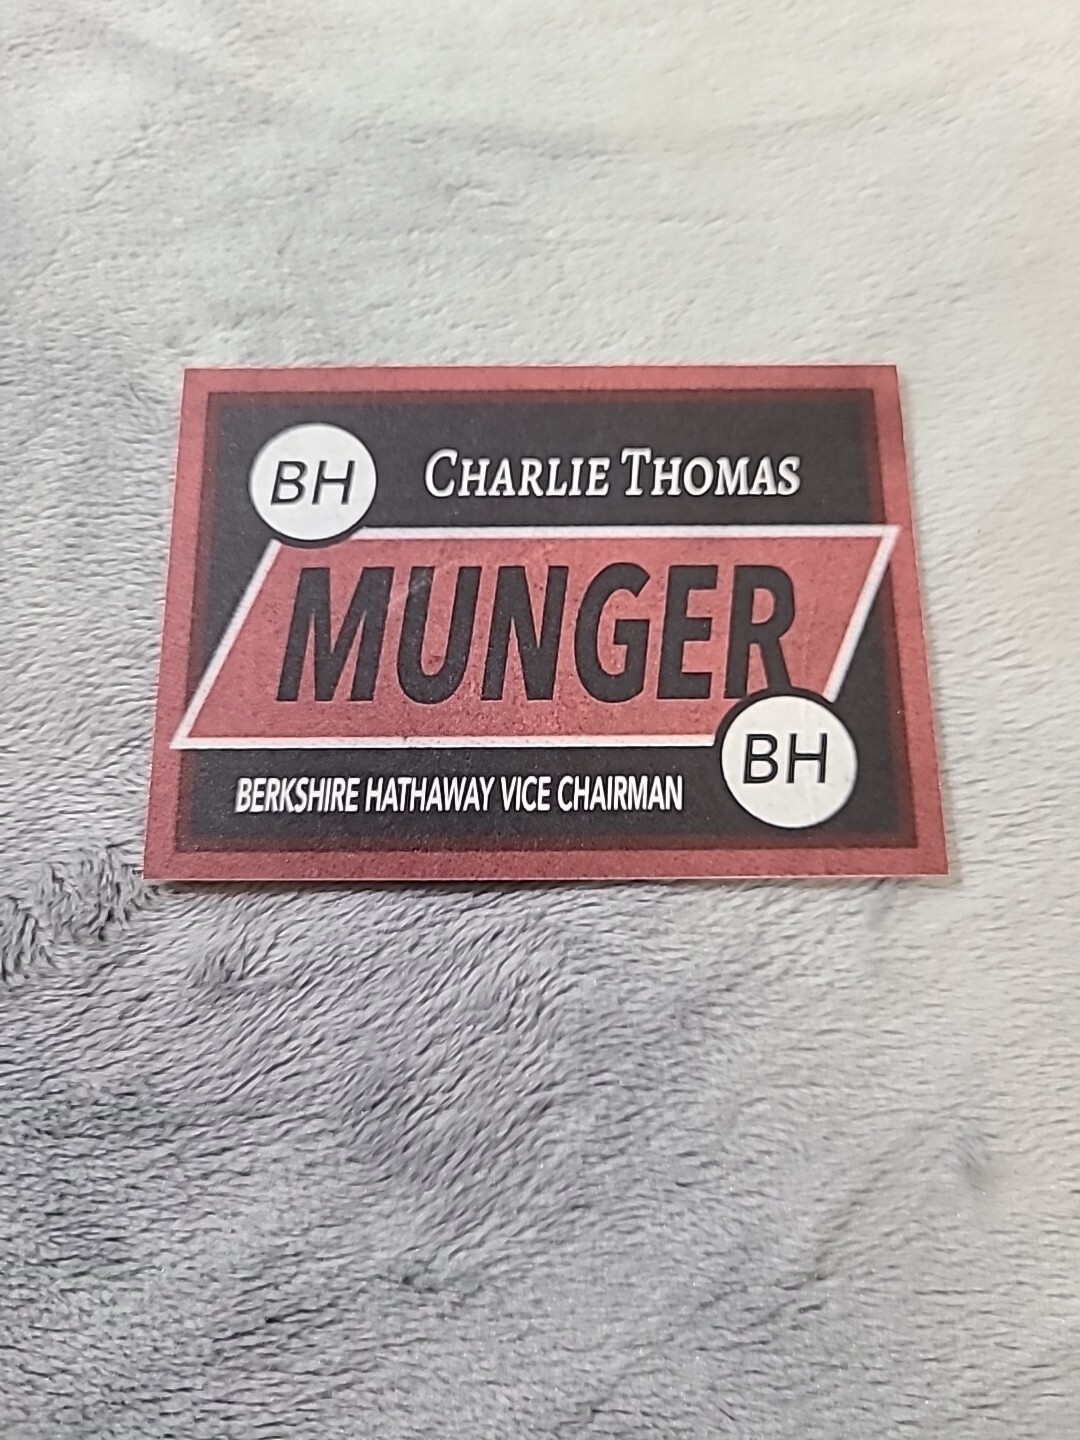 BH
CHARLIE THOMAS
MUNGER
BH
BERKSHIRE HATHAWAY VICE CHAIRMAN